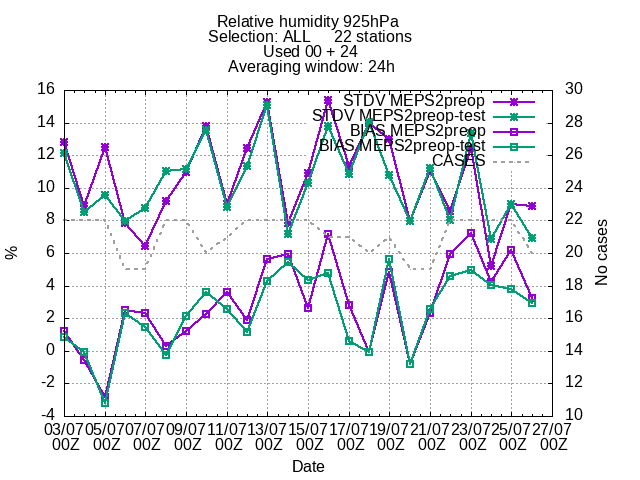 Relative humidity 925hPa
Selection: ALL 22 stations
Used 00 + 24
Averaging window: 24h
STDV MEPS2preop
STDV MEPS2preop-test
BIAS MEPS2preop
BIAS MEPS2preop-test
CASES
16 30
14 28
12 26
10 24
8 22
6 20
4 18
2 16
0 14
-2 12
-4 10
%
No cases
03/07 05/07 07/07 09/07 11/07 13/07 15/07 17/07 19/07 21/07 23/07 25/07 27/07
00Z 00Z 00Z 00Z 00Z 00Z 00Z 00Z 00Z 00Z 00Z 00Z 00Z
Date